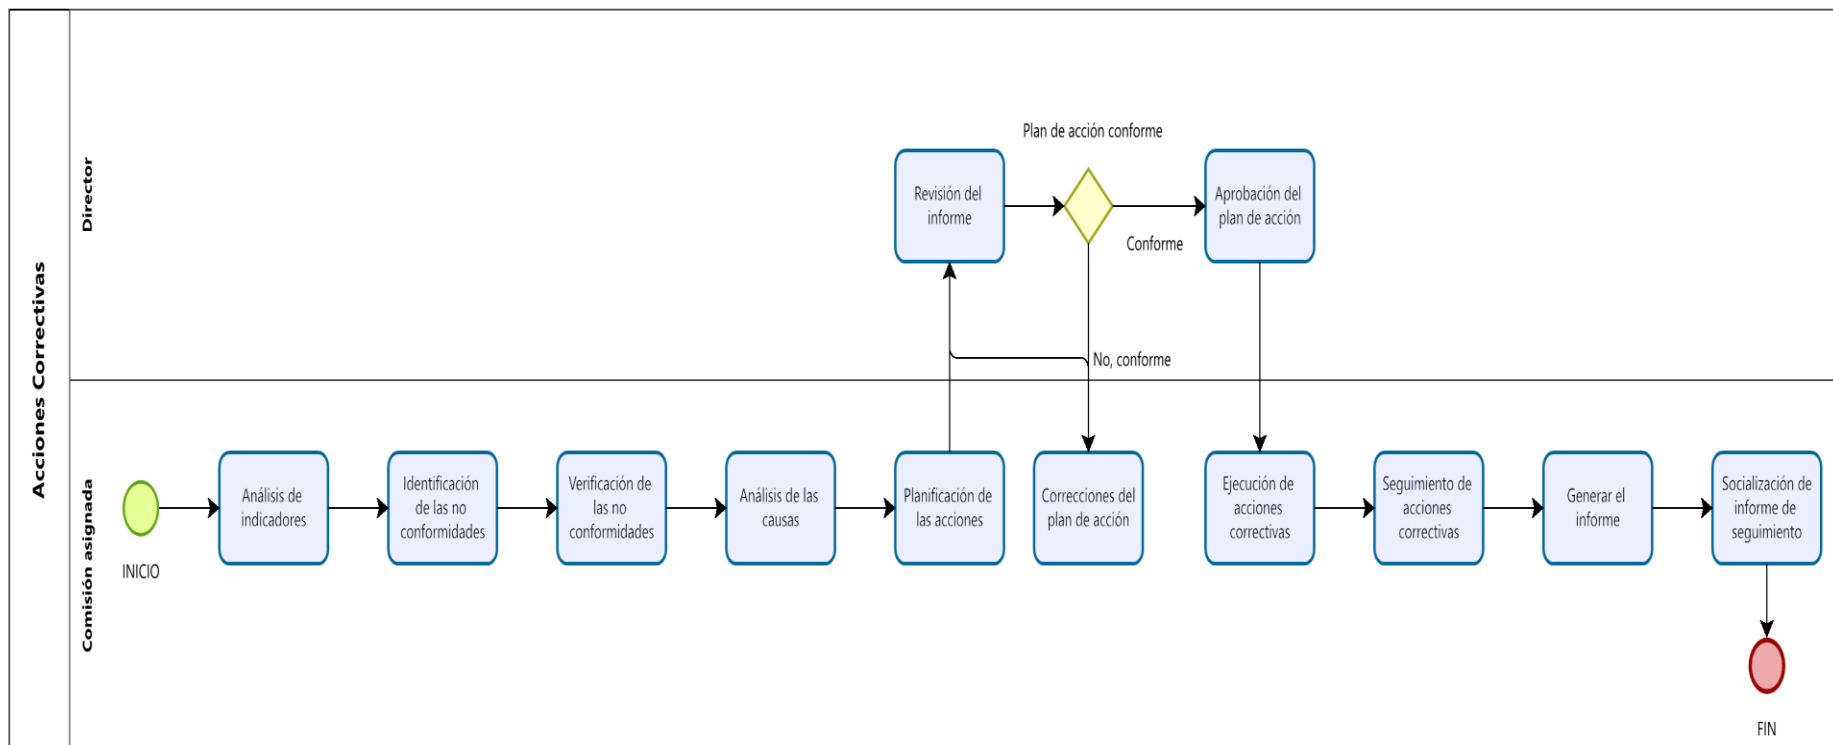 Acciones Correctivas
Director
Plan de acción conforme
Revisión del
informe
Aprobación del
plan de acción
Conforme
No, conforme
Comisión asignada
INICIO
Análisis de
indicadores
Identificación
de las no
conformidades
Verificación de
las no
conformidades
Análisis de las
causas
Planificación de
las acciones
Correcciones del
plan de acción
Ejecución de
acciones
correctivas
Seguimiento de
acciones
correctivas
Generar el
informe
Socialización de
informe de
seguimiento
FIN